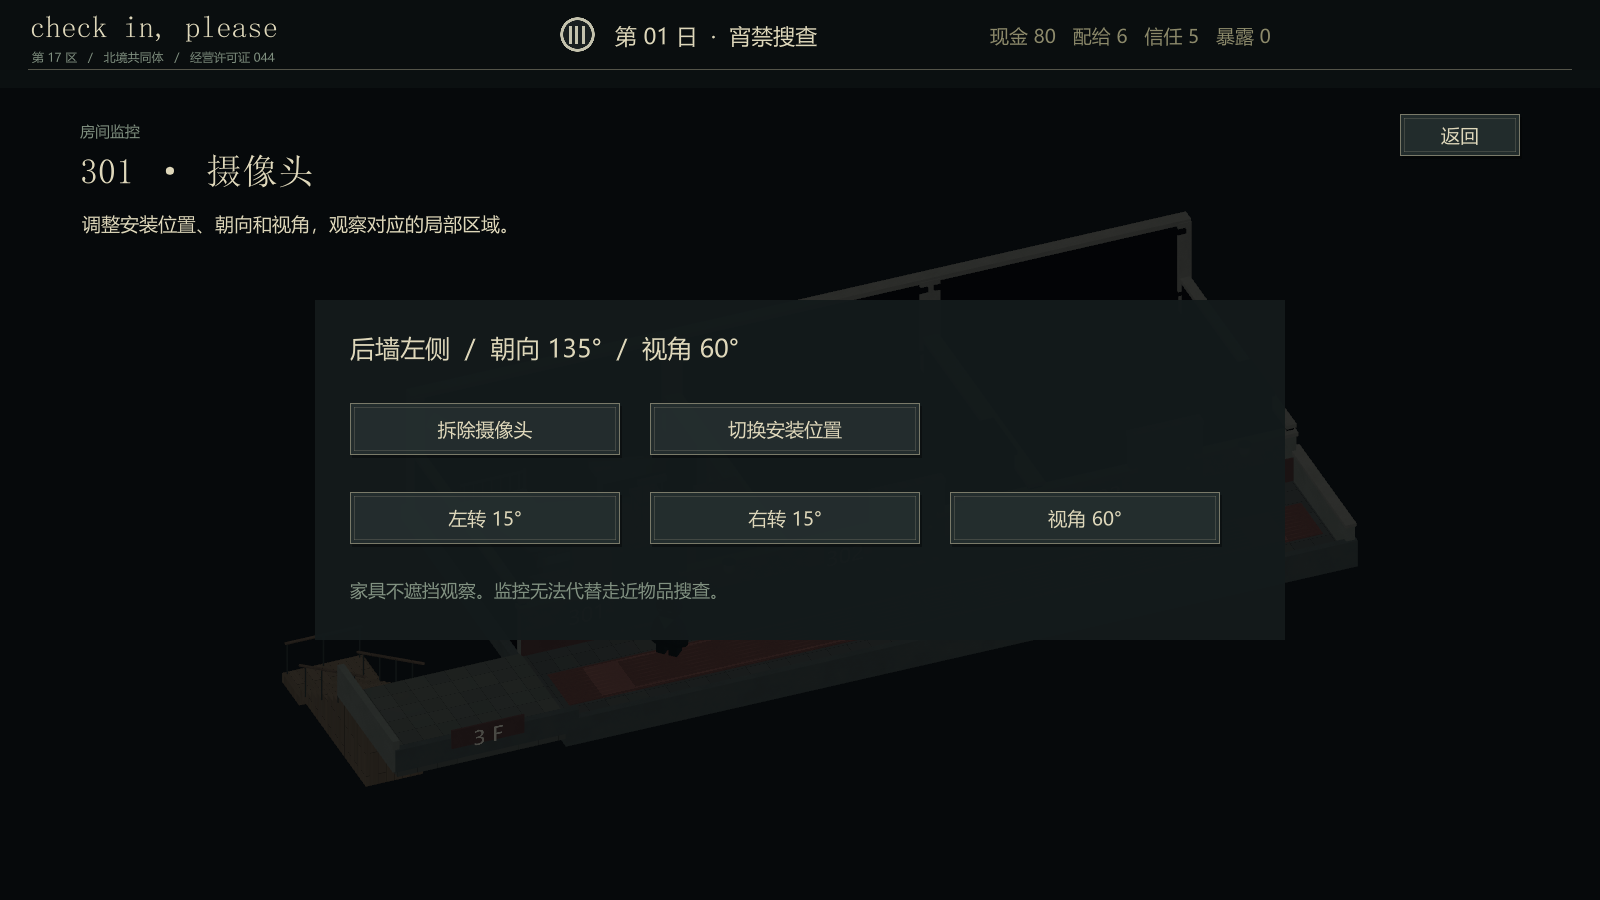 check in, please
第 17 区 / 北境共同体 / 经营许可证 044
第 01 日 · 宵禁搜查
现金 80 配给 6 信任 5 暴露 0
房间监控
301 • 摄像头
返回
调整安装位置、朝向和视角，观察对应的局部区域。
后墙左侧 / 朝向 135° / 视角 60°
拆除摄像头
切换安装位置
左转 15°
右转 15°
视角 60°
家具不遮挡观察。监控无法代替走近物品搜查。
3 F